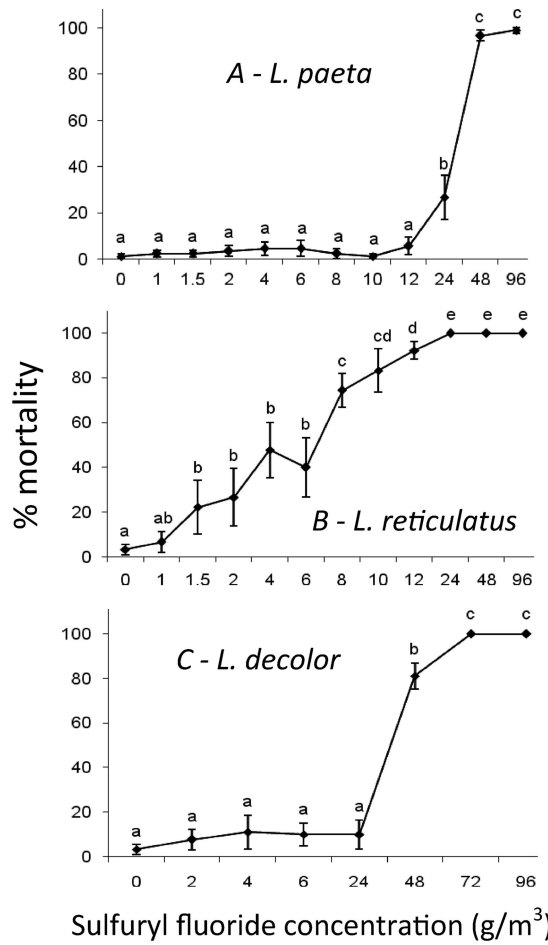 100
80
60
40
20
0
A - L. paeta
a a a a a a a a a b c c
0 1 1.5 2 4 6 8 10 12 24 48 96
% mortality
100
80
60
40
20
0
B - L. reticulatus
a ab b b b b c cd d e e e
0 1 1.5 2 4 6 8 10 12 24 48 96
100
80
60
40
20
0
C - L. decolor
a a a a a b c c
0 2 4 6 24 48 72 96
Sulfuryl fluoride concentration (g/m³)